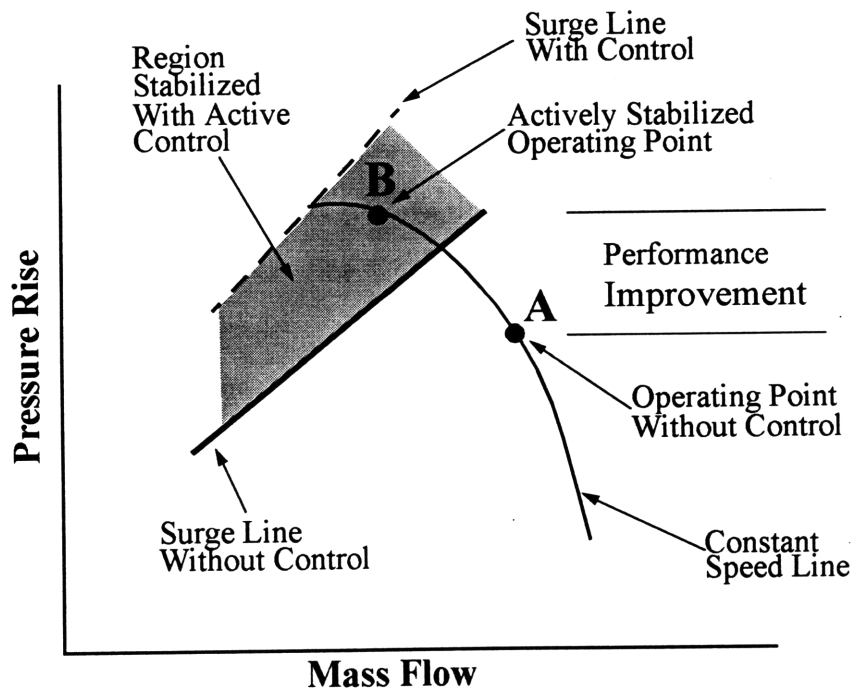 Surge Line
With Control
Region
Stabilized
With Active
Control
Actively Stabilized
Operating Point
B
Performance
Improvement
A
Pressure Rise
Operating Point
Without Control
Surge Line
Without Control
Constant
Speed Line
Mass Flow